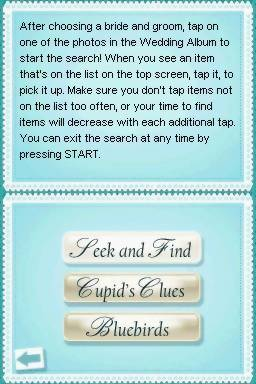 After choosing a bride and groom, tap on
one of the photos in the Wedding Album to
start the search! When you see an item
that's on the list on the top screen, tap it, to
pick it up. Make sure you don't tap items not
on the list too often, or your time to find
items will decrease with each additional tap.
You can exit the search at any time by
pressing START.
Seek and Find
Cupid's Clues
Bluebirds